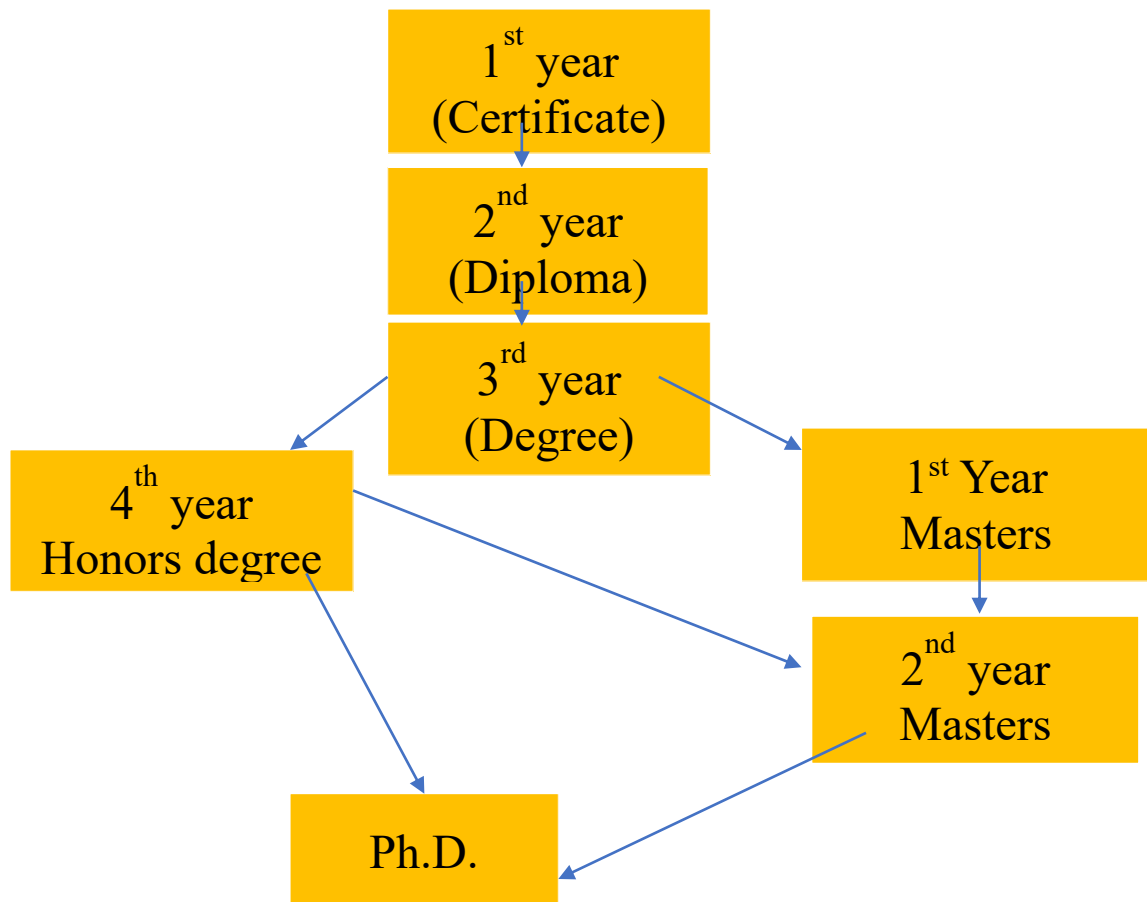 1st year
(Certificate)
2nd year
(Diploma)
3rd year
(Degree)
4th year
Honors degree
1st Year
Masters
2nd year
Masters
Ph.D.